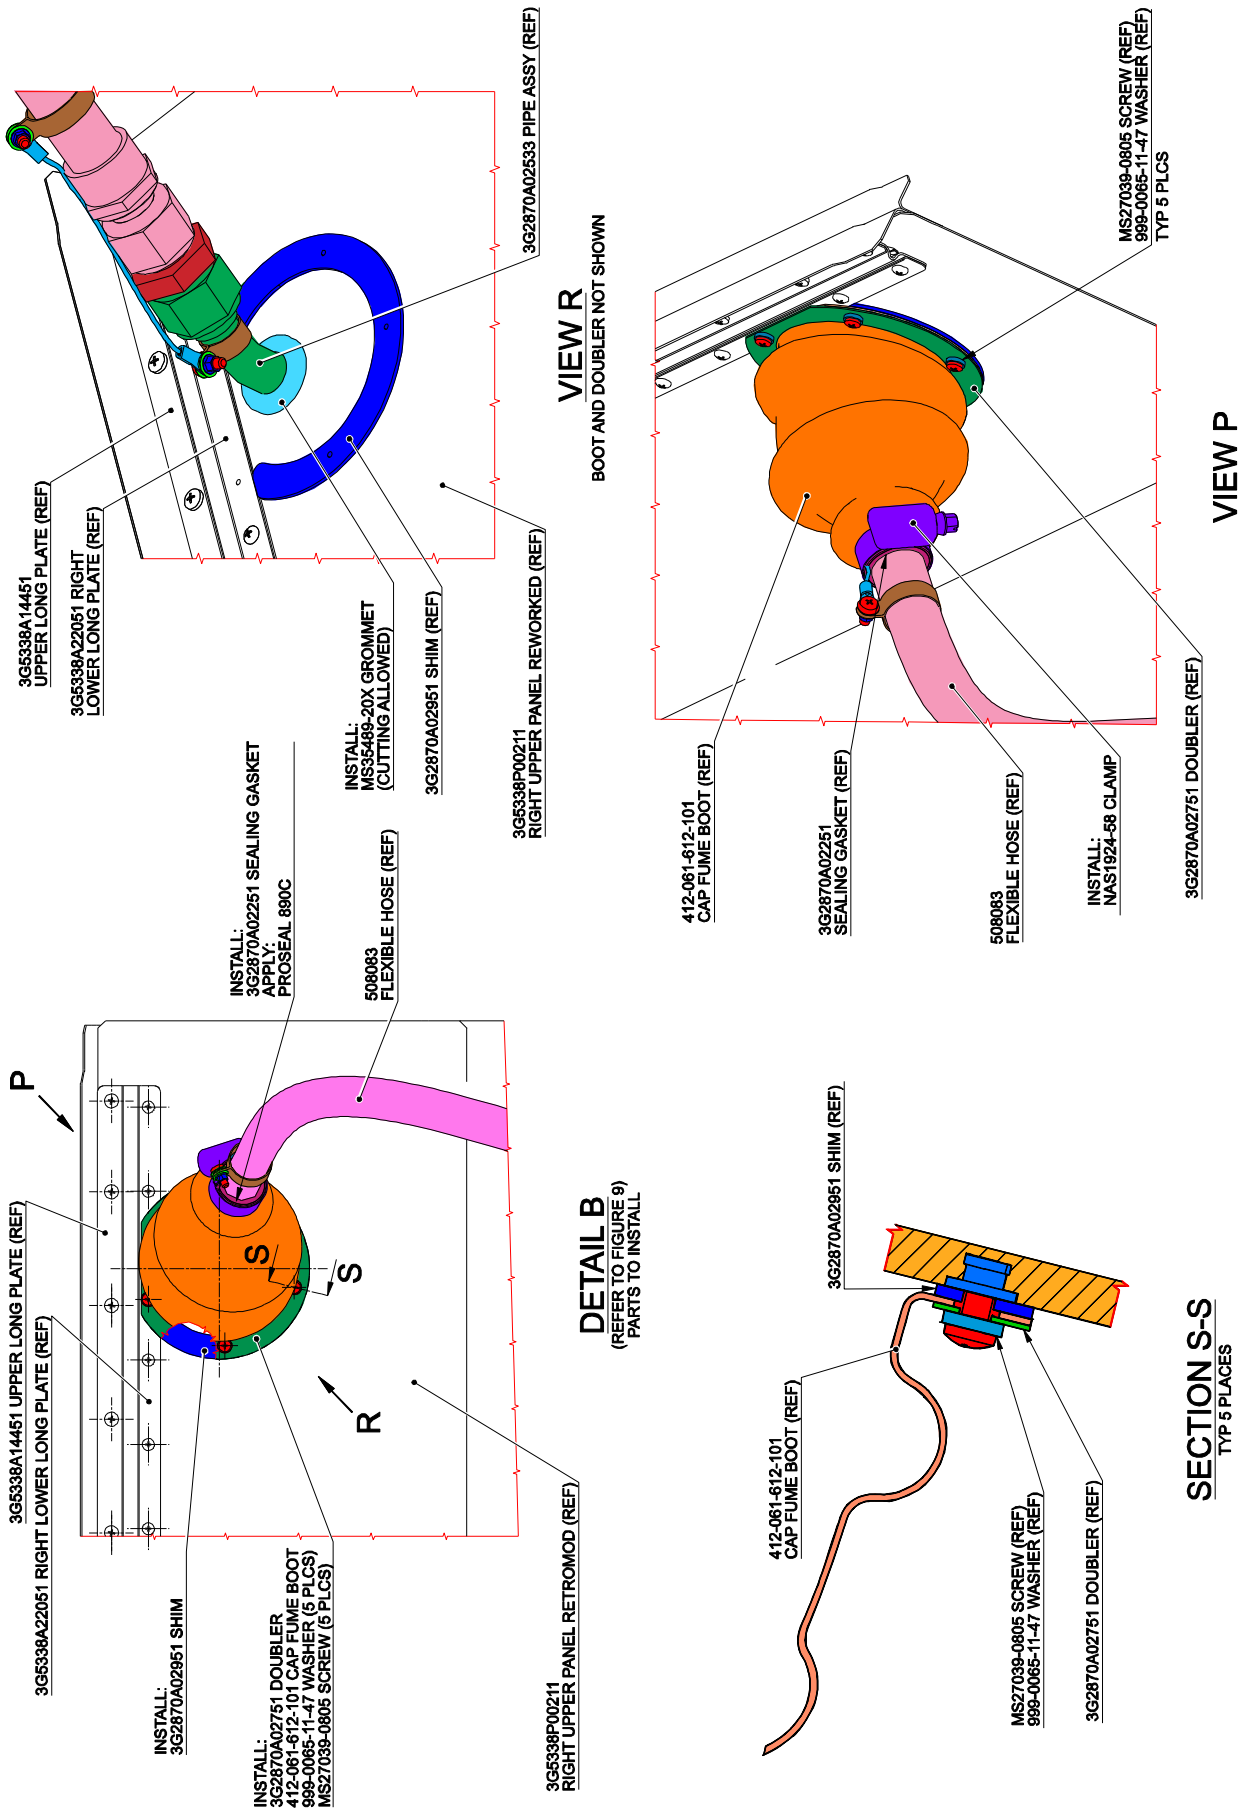 3G5338A14451 UPPER LONG PLATE (REF)
3G5338A22051 RIGHT LOWER LONG PLATE (REF)
INSTALL:
3G2870A02951 SHIM
INSTALL:
3G2870A02751 DOUBLER
412-061-612-101 CAP FUME BOOT
999-0065-11-47 WASHER (5 PLCS)
MS27039-0805 SCREW (5 PLCS)
3G5338P00211
RIGHT UPPER PANEL RETROMOD (REF)
P
R
S
S
INSTALL:
3G2870A02251 SEALING GASKET
APPLY:
PROSEAL 890C
508083
FLEXIBLE HOSE (REF)
DETAIL B
(REFER TO FIGURE 9)
PARTS TO INSTALL
3G5338A14451
UPPER LONG PLATE (REF)
3G5338A22051 RIGHT
LOWER LONG PLATE (REF)
INSTALL:
MS35489-20X GROMMET
(CUTTING ALLOWED)
3G2870A02951 SHIM (REF)
3G5338P00211
RIGHT UPPER PANEL REWORKED (REF)
3G2870A02533 PIPE ASSY (REF)
VIEW R
BOOT AND DOUBLER NOT SHOWN
412-061-612-101
CAP FUME BOOT (REF)
3G2870A02951 SHIM (REF)
MS27039-0805 SCREW (REF)
999-0065-11-47 WASHER (REF)
3G2870A02751 DOUBLER (REF)
SECTION S-S
TYP 5 PLACES
412-061-612-101
CAP FUME BOOT (REF)
3G2870A02251
SEALING GASKET (REF)
508083
FLEXIBLE HOSE (REF)
INSTALL:
NAS1924-58 CLAMP
3G2870A02751 DOUBLER (REF)
MS27039-0805 SCREW (REF)
999-0065-11-47 WASHER (REF)
TYP 5 PLCS
VIEW P